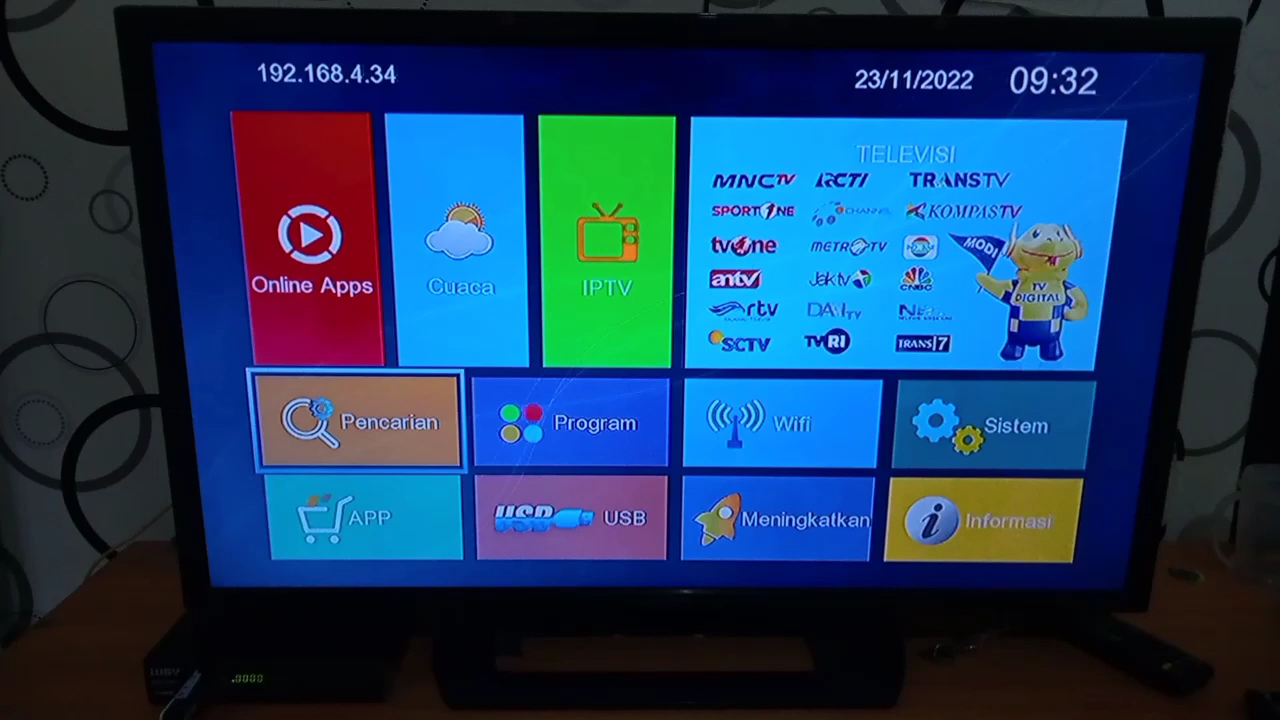 192.168.4.34
23/11/2022 09:32
TELEVISI
MNCTV RCTI TRANSTV
SPORTONE CHANNEL KOMPASTV
tvOne METROTV
antv Jaktv CNBC
rtv DAAITV
SCTV TVRI TRANS7
MODI
TV
DIGITAL
Online Apps
Cuaca
IPTV
Pencarian
Program
Wifi
Sistem
APP
USB USB
Meningkatkan
i Informasi